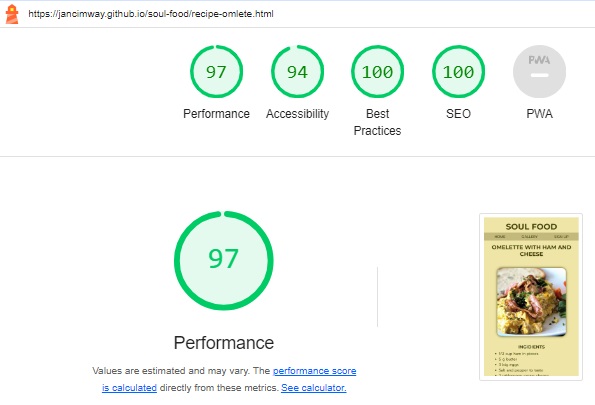 https://jancimway.github.io/soul-food/recipe-omlete.html
97
94
100
100
PWA
Performance
Accessibility
Best
Practices
SEO
PWA
97
Performance
Values are estimated and may vary. The performance score
is calculated directly from these metrics. See calculator.
SOUL FOOD
HOME GALLERY SIGN UP
OMELETTE WITH HAM AND
CHEESE